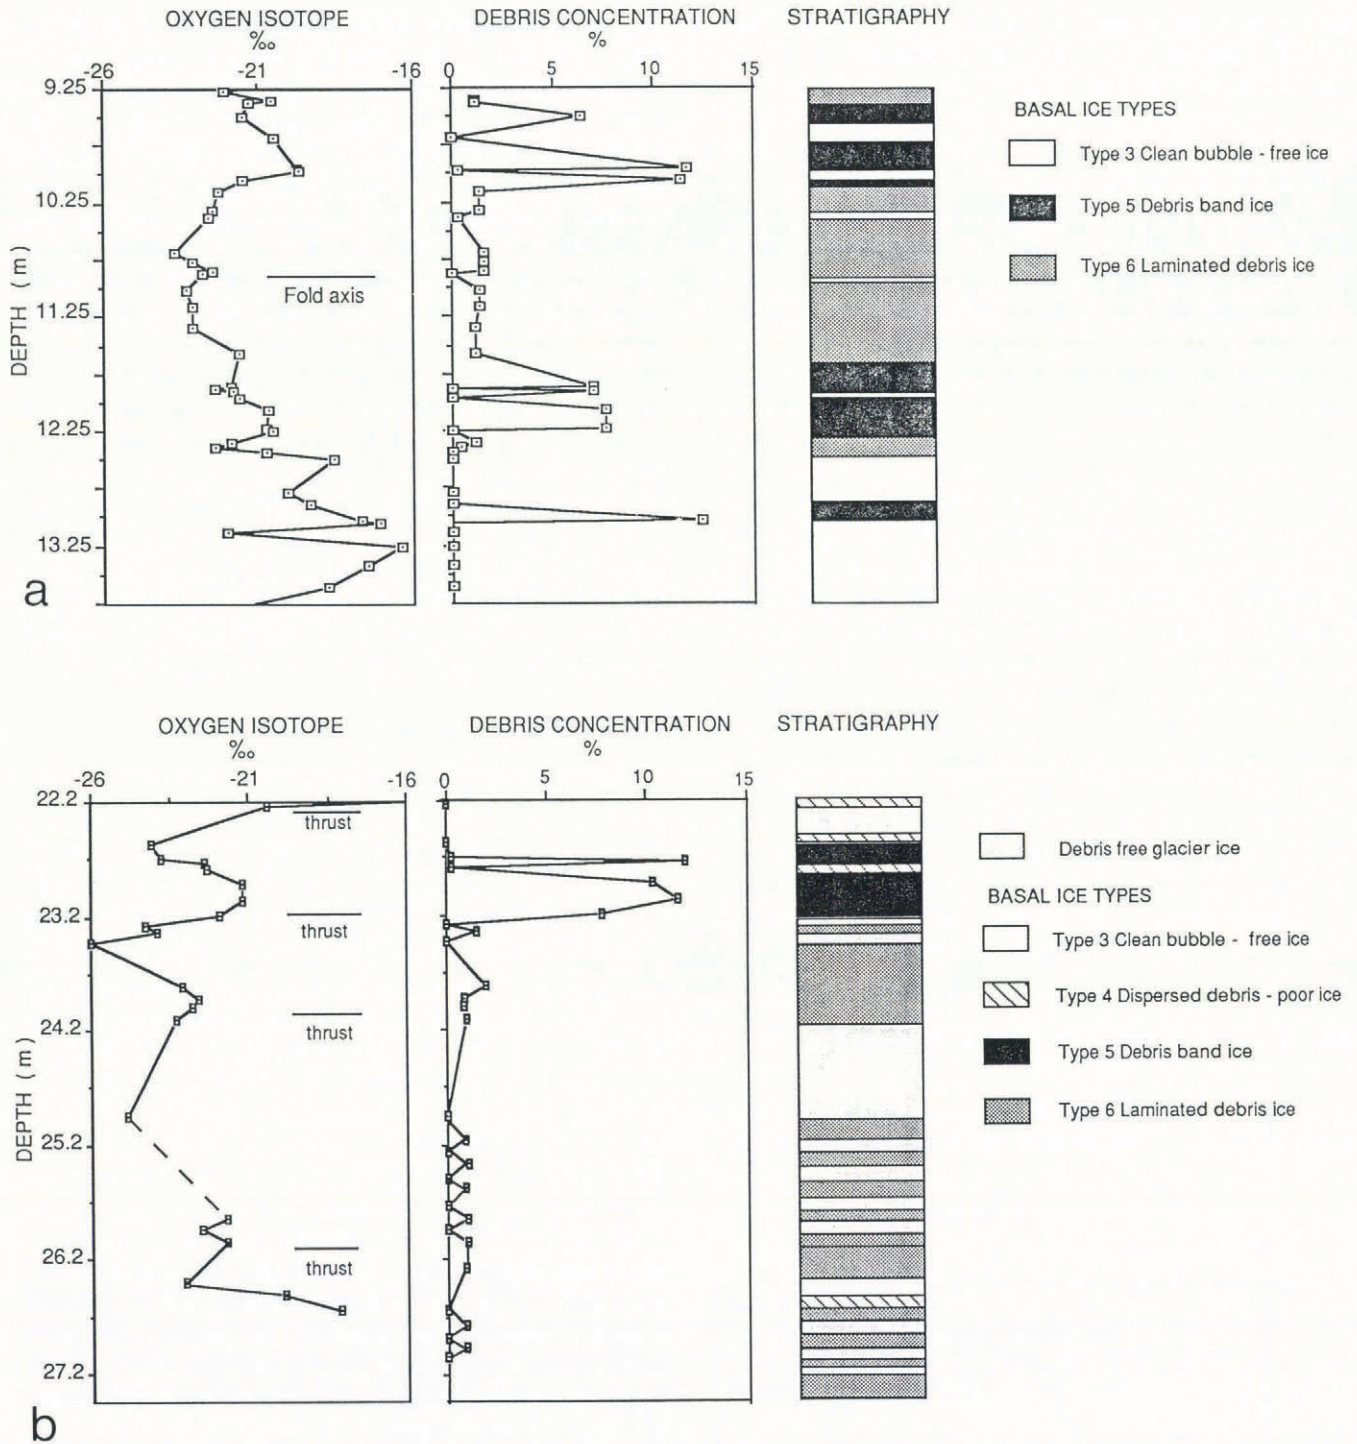 OXYGEN ISOTOPE
‰
DEBRIS CONCENTRATION
%
STRATIGRAPHY
-26 -21 -16
0 5 10 15
9.25
10.25
11.25
12.25
13.25
DEPTH ( m )
Fold axis
BASAL ICE TYPES
Type 3 Clean bubble - free ice
Type 5 Debris band ice
Type 6 Laminated debris ice
a
OXYGEN ISOTOPE
‰
DEBRIS CONCENTRATION
%
STRATIGRAPHY
-26 -21 -16
0 5 10 15
22.2
23.2
24.2
25.2
26.2
27.2
DEPTH ( m )
thrust
thrust
thrust
thrust
Debris free glacier ice
BASAL ICE TYPES
Type 3 Clean bubble - free ice
Type 4 Dispersed debris - poor ice
Type 5 Debris band ice
Type 6 Laminated debris ice
b